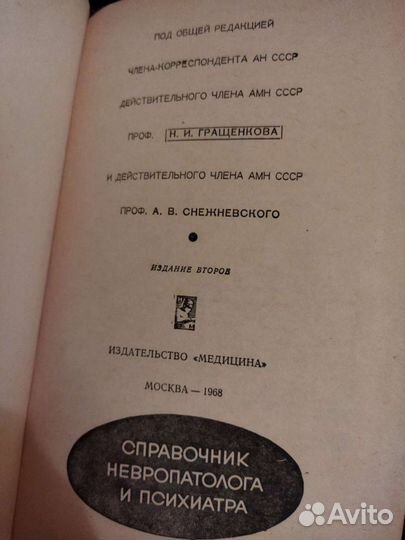 ПОД ОБЩЕЙ РЕДАКЦИЕЙ
ЧЛЕНА-КОРРЕСПОНДЕНТА АН СССР
ДЕЙСТВИТЕЛЬНОГО ЧЛЕНА АМН СССР
ПРОФ. Н. И. ГРАЩЕНКОВА
И ДЕЙСТВИТЕЛЬНОГО ЧЛЕНА АМН СССР
ПРОФ. А. В. СНЕЖНЕВСКОГО
ИЗДАНИЕ ВТОРОЕ
ИЗДАТЕЛЬСТВО «МЕДИЦИНА»
МОСКВА — 1968
СПРАВОЧНИК
НЕВРОПАТОЛОГА
И ПСИХИАТРА
Avito